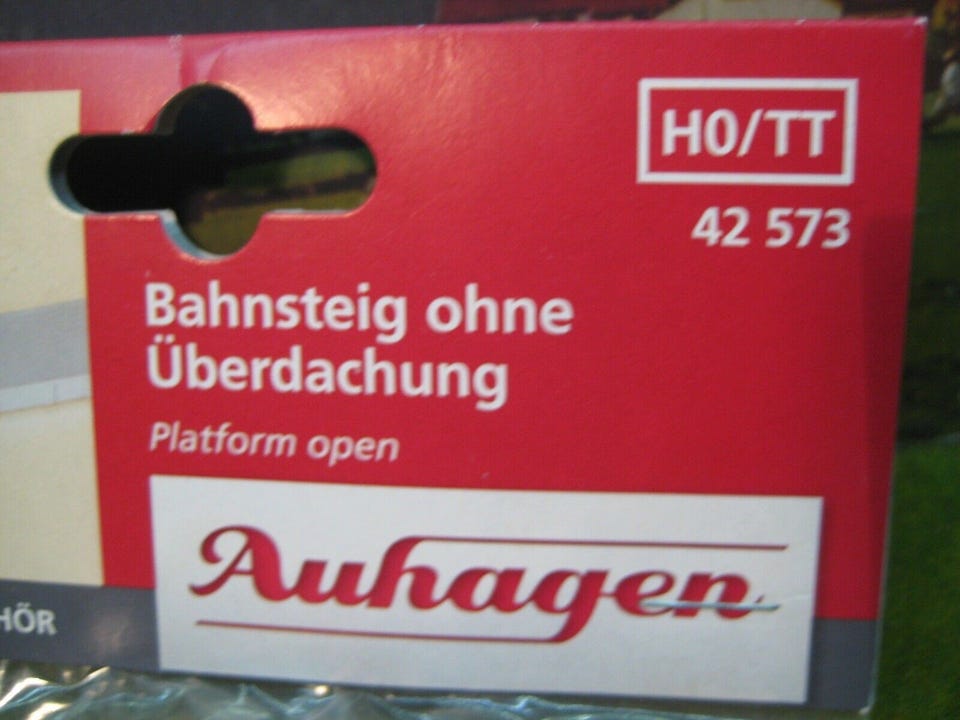 H0/TT
42 573
Bahnsteig ohne
Überdachung
Platform open
Auhagen
HÖR